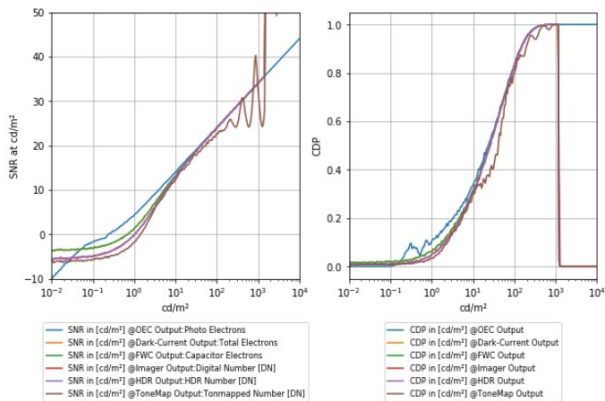 50
40
30
20
10
0
−10
SNR at cd/m²
10⁻² 10⁻¹ 10⁰ 10¹ 10² 10³ 10⁴
cd/m²
SNR in [cd/m²] @OEC Output:Photo Electrons
SNR in [cd/m²] @Dark-Current Output:Total Electrons
SNR in [cd/m²] @FWC Output:Capacitor Electrons
SNR in [cd/m²] @Imager Output:Digital Number [DN]
SNR in [cd/m²] @HDR Output:HDR Number [DN]
SNR in [cd/m²] @ToneMap Output:Tonmapped Number [DN]
1.0
0.8
0.6
0.4
0.2
0.0
CDP
10⁻² 10⁻¹ 10⁰ 10¹ 10² 10³ 10⁴
cd/m²
CDP in [cd/m²] @OEC Output
CDP in [cd/m²] @Dark-Current Output
CDP in [cd/m²] @FWC Output
CDP in [cd/m²] @Imager Output
CDP in [cd/m²] @HDR Output
CDP in [cd/m²] @ToneMap Output